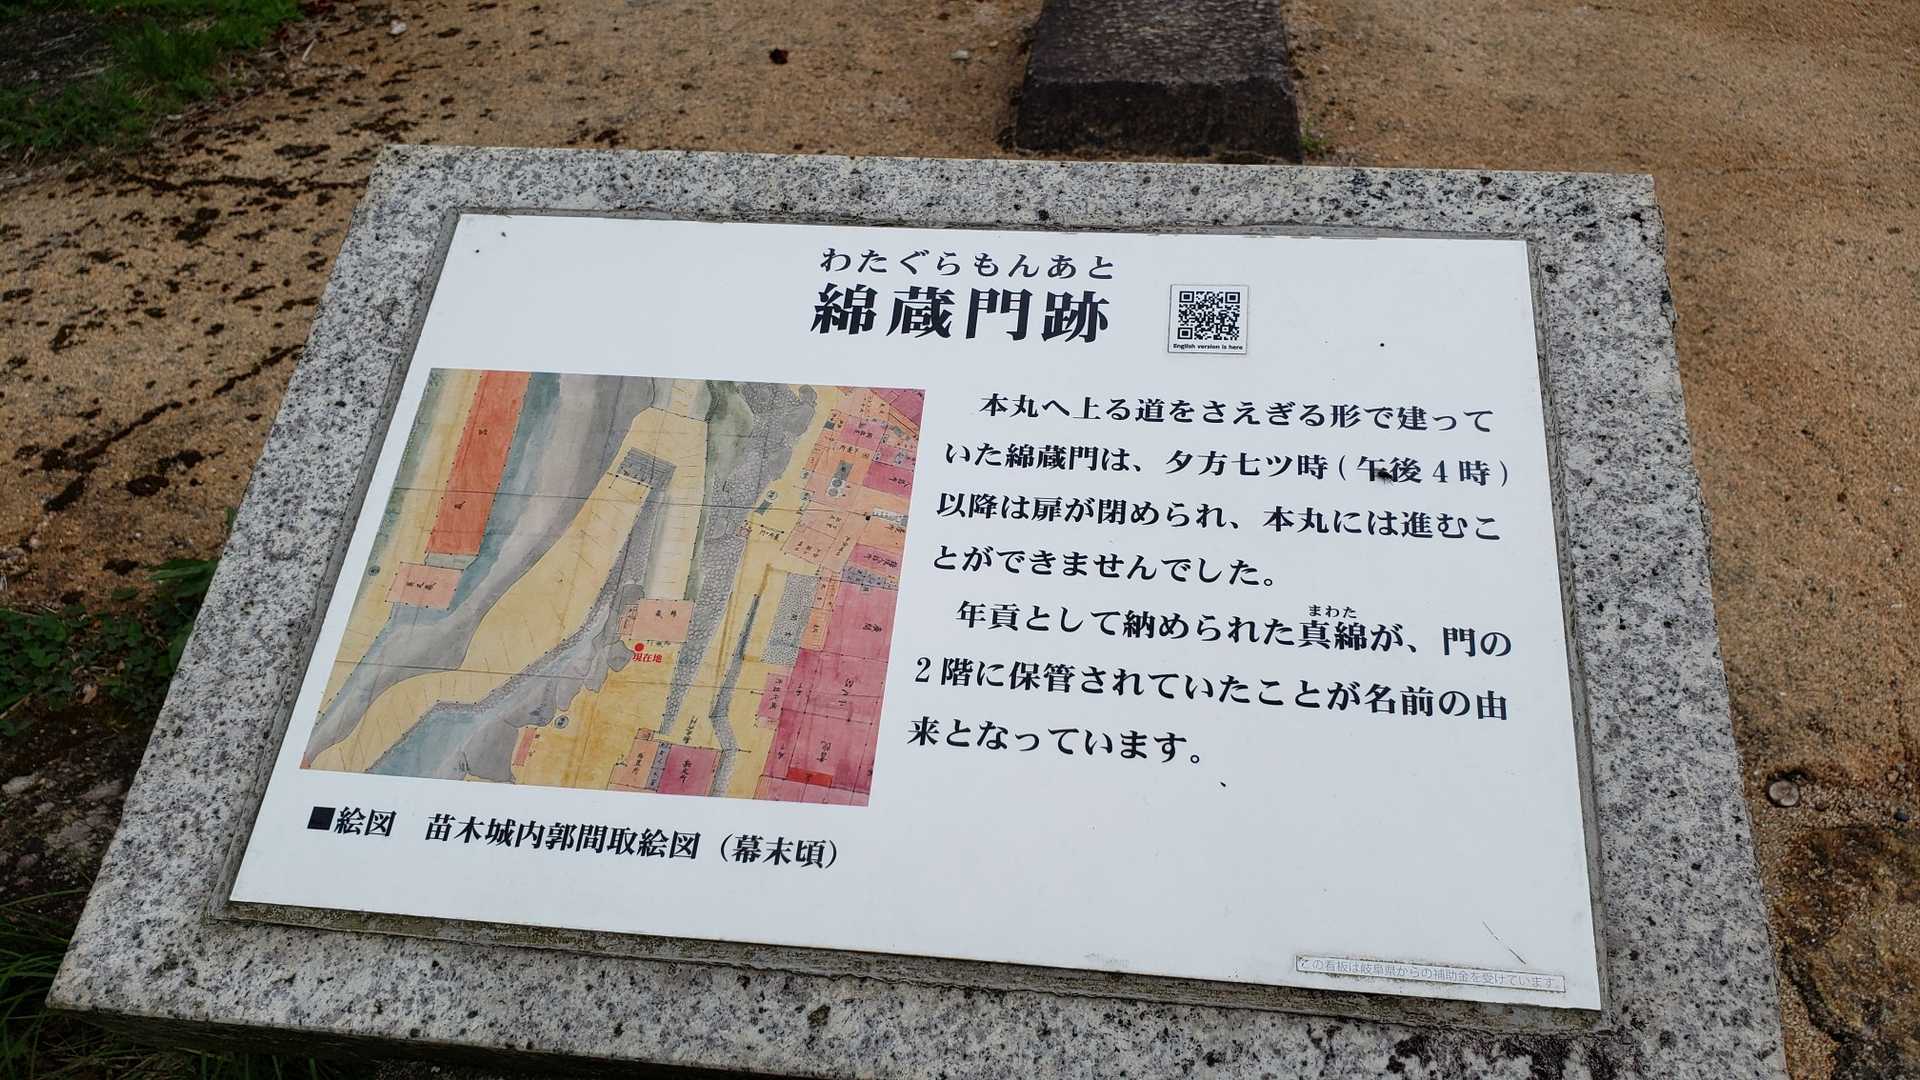 わたぐらもんあと
綿蔵門跡
English version is here
本丸へ上る道をさえぎる形で建って
いた綿蔵門は、夕方七ツ時(午後4時)
以降は扉が閉められ、本丸には進むこ
とができませんでした。
まわた
年貢として納められた真綿が、門の
2階に保管されていたことが名前の由
来となっています。
現在地
■絵図 苗木城内郭間取絵図（幕末頃）
この看板は岐阜県からの補助金を受けています。